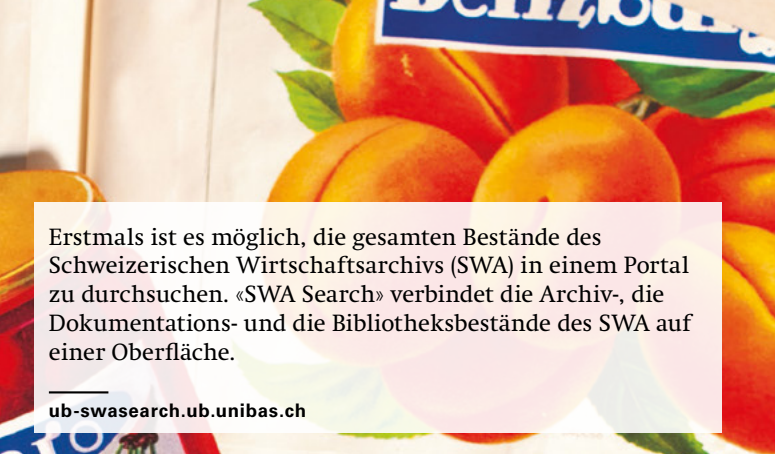 Erstmals ist es möglich, die gesamten Bestände des
Schweizerischen Wirtschaftsarchivs (SWA) in einem Portal
zu durchsuchen. «SWA Search» verbindet die Archiv-, die
Dokumentations- und die Bibliotheksbestände des SWA auf
einer Oberfläche.
ub-swasearch.ub.unibas.ch